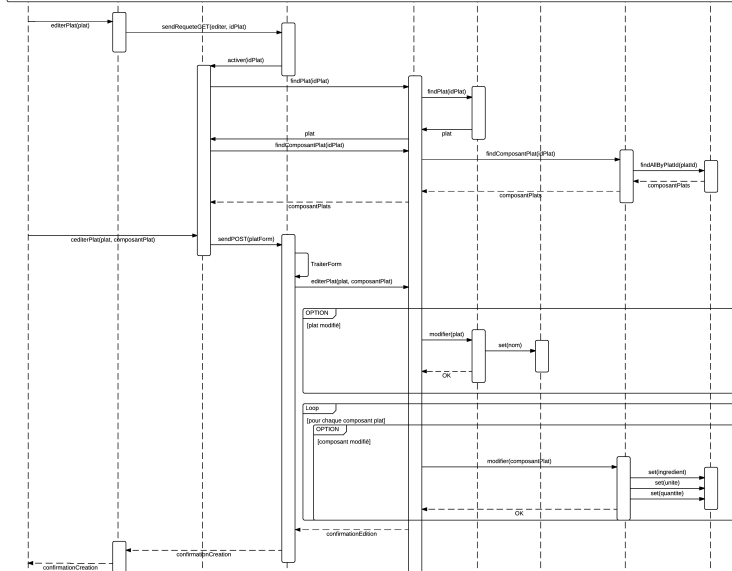 editerPlat(plat)
sendRequeteGET(editer, idPlat)
activer(idPlat)
findPlat(idPlat)
findPlat(idPlat)
plat
plat
findComposantPlat(idPlat)
findComposantPlat(idPlat)
findAllByPlatId(platId)
composantPlats
composantPlats
composantPlats
cediterPlat(plat, composantPlat)
sendPOST(platForm)
TraiterForm
editerPlat(plat, composantPlat)
OPTION
[plat modifié]
modifier(plat)
set(nom)
OK
Loop
[pour chaque composant plat]
OPTION
[composant modifié]
modifier(composantPlat)
set(ingredient)
set(unite)
set(quantite)
OK
confirmationEdition
confirmationCreation
confirmationCreation